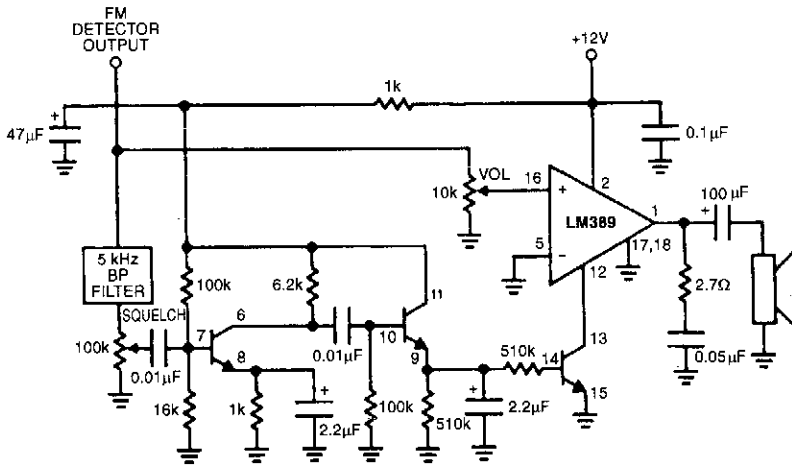 FM
DETECTOR
OUTPUT
+12V
1k
+
47µF
0.1µF
VOL
10k
16
+
2
LM389
1
100
µF
+
5
−
17,18
12
5 kHz
BP
FILTER
100k
6.2k
11
2.7Ω
SQUELCH
6
13
100k
7
10
0.01µF
8
0.01µF
9
510k
14
15
0.05µF
16k
1k
+
2.2µF
100k
510k
+
2.2µF